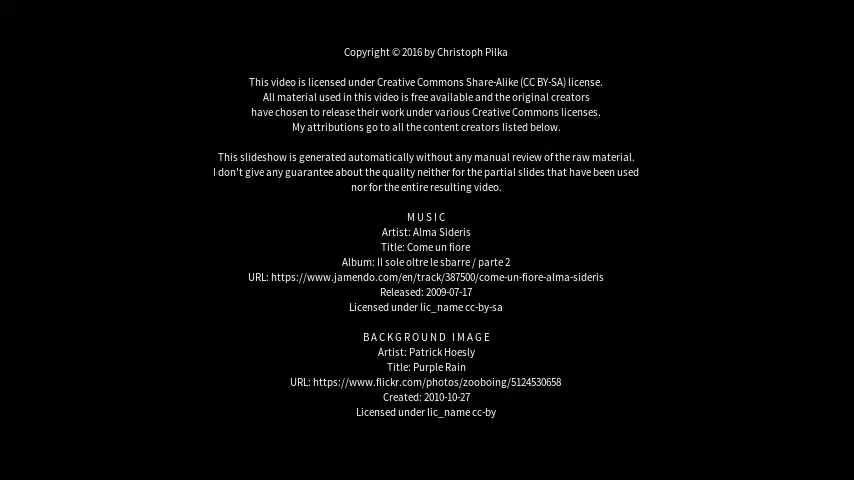 Copyright © 2016 by Christoph Pilka
This video is licensed under Creative Commons Share-Alike (CC BY-SA) license.
All material used in this video is free available and the original creators
have chosen to release their work under various Creative Commons licenses.
My attributions go to all the content creators listed below.
This slideshow is generated automatically without any manual review of the raw material.
I don't give any guarantee about the quality neither for the partial slides that have been used
nor for the entire resulting video.
M U S I C
Artist: Alma Sideris
Title: Come un fiore
Album: Il sole oltre le sbarre / parte 2
URL: https://www.jamendo.com/en/track/387500/come-un-fiore-alma-sideris
Released: 2009-07-17
Licensed under lic_name cc-by-sa
B A C K G R O U N D   I M A G E
Artist: Patrick Hoesly
Title: Purple Rain
URL: https://www.flickr.com/photos/zooboing/5124530658
Created: 2010-10-27
Licensed under lic_name cc-by